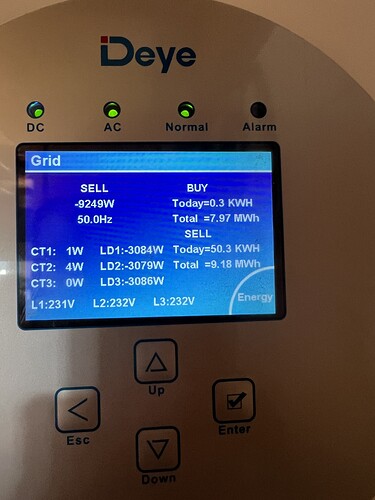 Deye
DC AC Normal Alarm
Grid
SELL BUY
-9249W Today=0.3 KWH
50.0Hz Total =7.97 MWh
SELL
CT1: 1W LD1:-3084W Today=50.3 KWH
CT2: 4W LD2:-3079W Total =9.18 MWh
CT3: 0W LD3:-3086W
Energy
L1:231V L2:232V L3:232V
Up
Esc Enter
Down